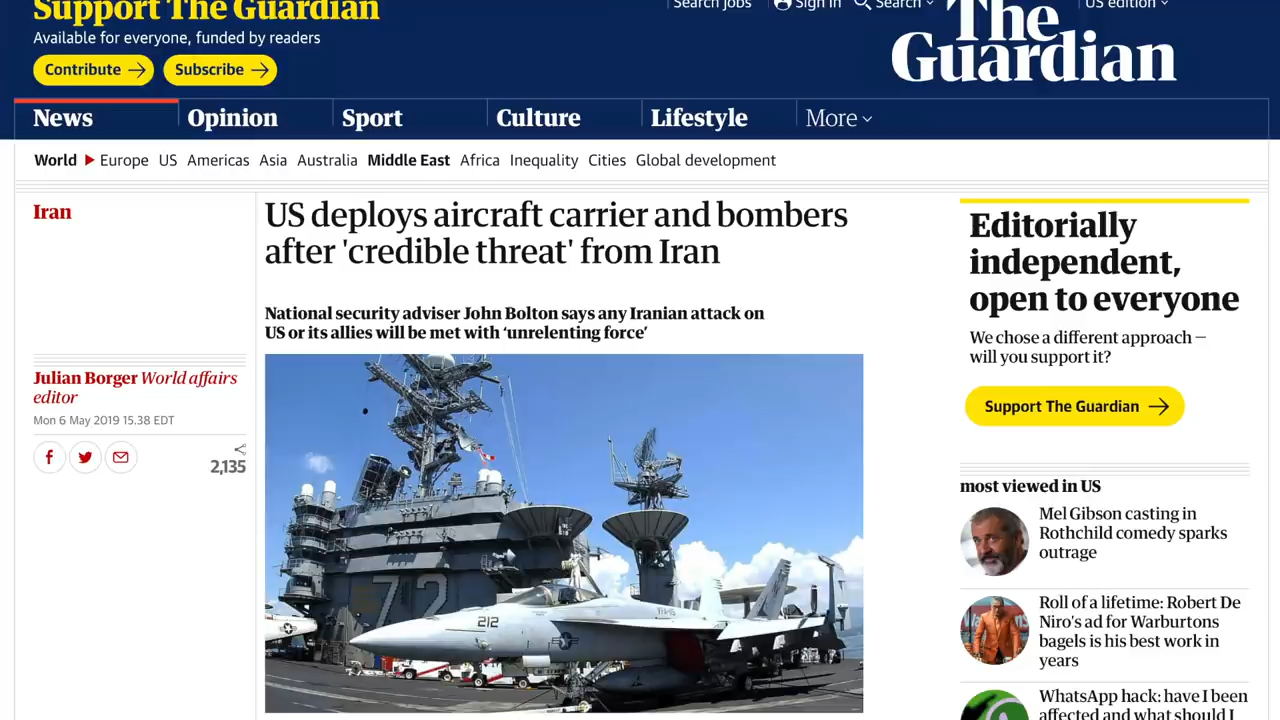 Support The Guardian
Available for everyone, funded by readers
Contribute
Subscribe
Search jobs
Sign in
Search
US edition
The
Guardian
News
Opinion
Sport
Culture
Lifestyle
More
World
Europe
US
Americas
Asia
Australia
Middle East
Africa
Inequality
Cities
Global development
Iran
US deploys aircraft carrier and bombers
after 'credible threat' from Iran
National security adviser John Bolton says any Iranian attack on
US or its allies will be met with ‘unrelenting force’
Julian Borger World affairs
editor
Mon 6 May 2019 15.38 EDT
2,135
72
212
Editorially
independent,
open to everyone
We chose a different approach —
will you support it?
Support The Guardian
most viewed in US
Mel Gibson casting in
Rothchild comedy sparks
outrage
Roll of a lifetime: Robert De
Niro's ad for Warburtons
bagels is his best work in
years
WhatsApp hack: have I been
affected and what should I